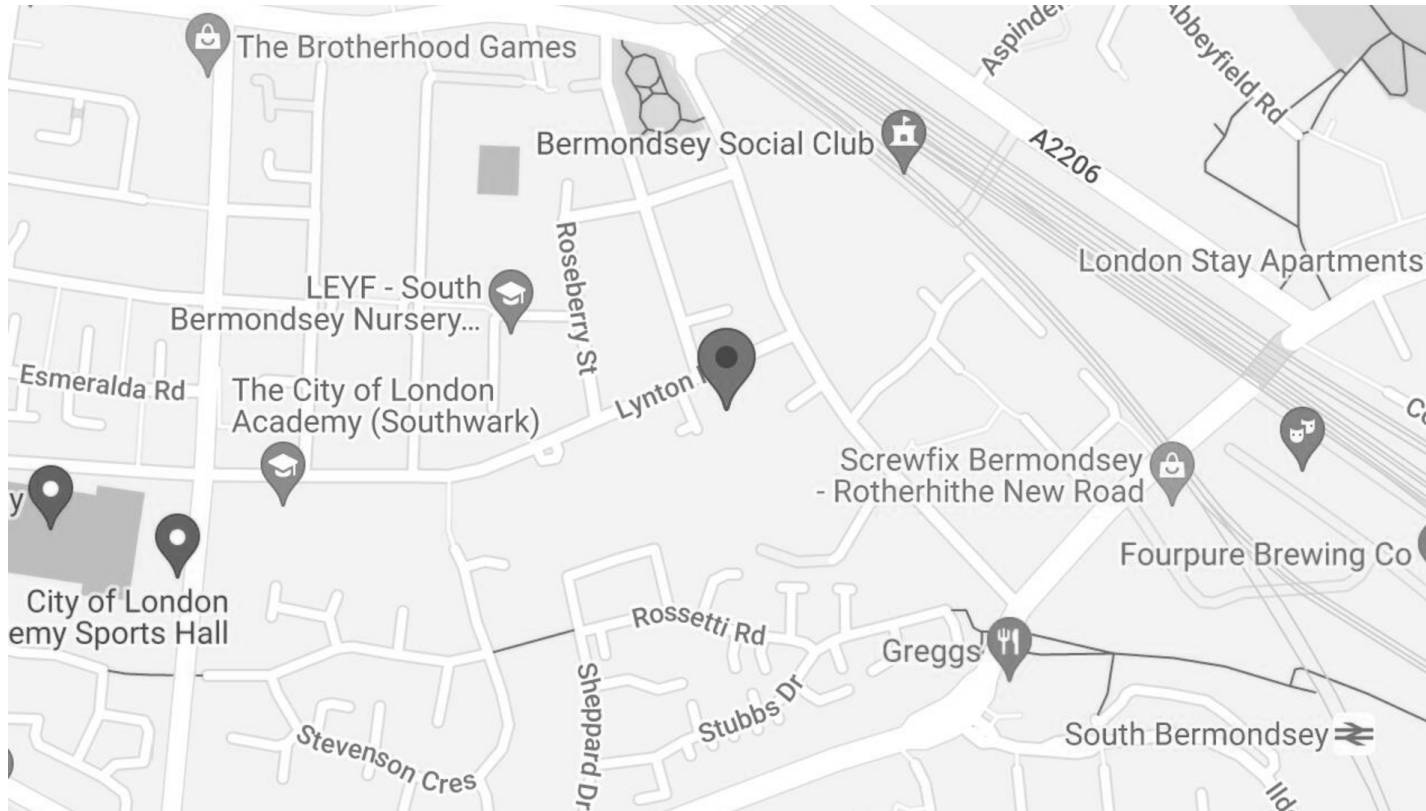 The Brotherhood Games
Aspinden
Abbeyfield Rd
Bermondsey Social Club
A2206
Roseberry St
London Stay Apartments
LEYF - South
Bermondsey Nursery...
Esmeralda Rd
The City of London
Academy (Southwark)
Lynton
Screwfix Bermondsey
- Rotherhithe New Road
y
Fourpure Brewing Co
City of London
emy Sports Hall
Rossetti Rd
Greggs
Sheppard Dr
Stubbs Dr
South Bermondsey
Stevenson Cres